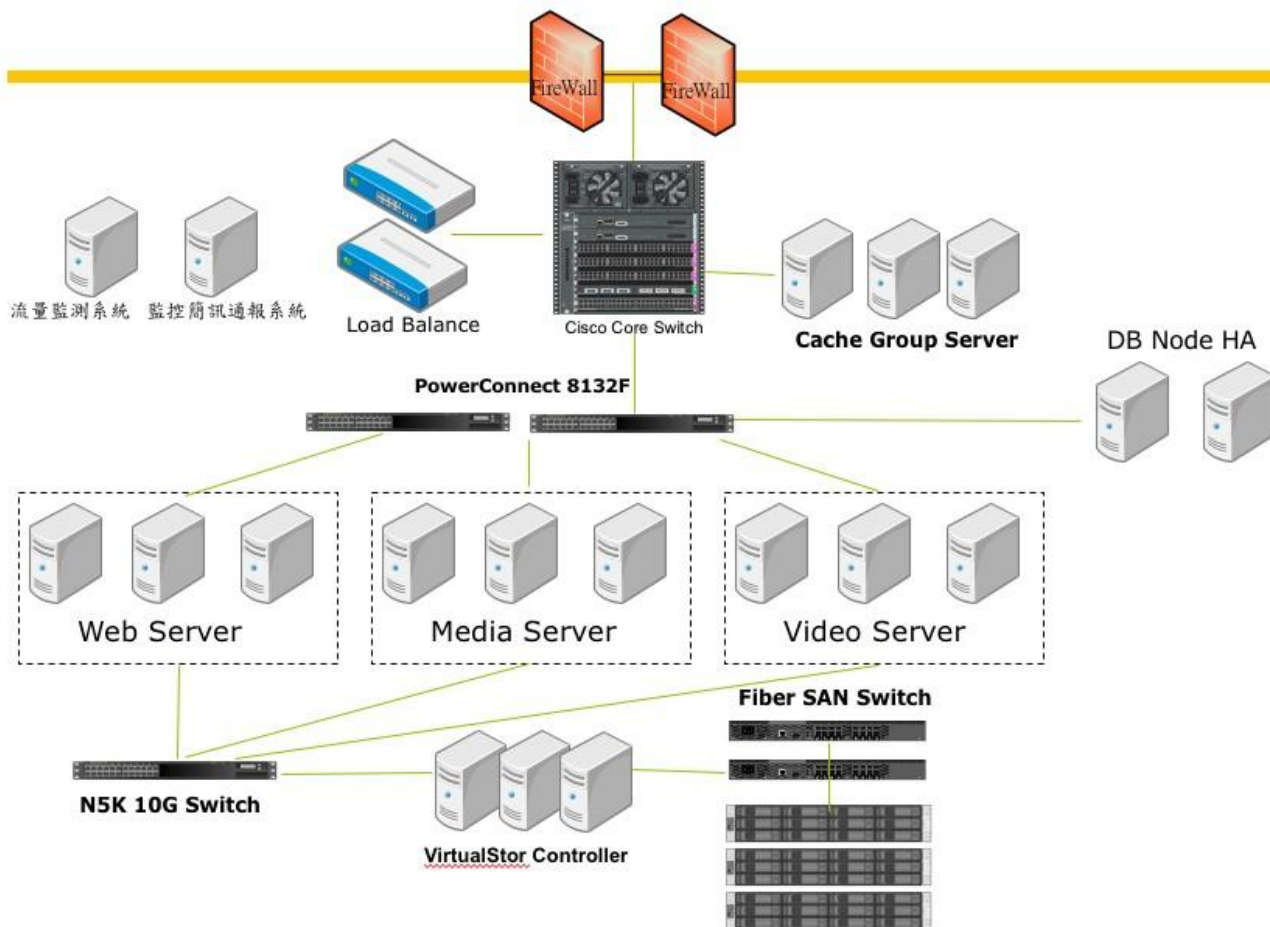 FireWall
FireWall
流量監測系統
監控簡訊通報系統
Load Balance
Cisco Core Switch
Cache Group Server
DB Node HA
PowerConnect 8132F
Web Server
Media Server
Video Server
Fiber SAN Switch
N5K 10G Switch
VirtualStor Controller